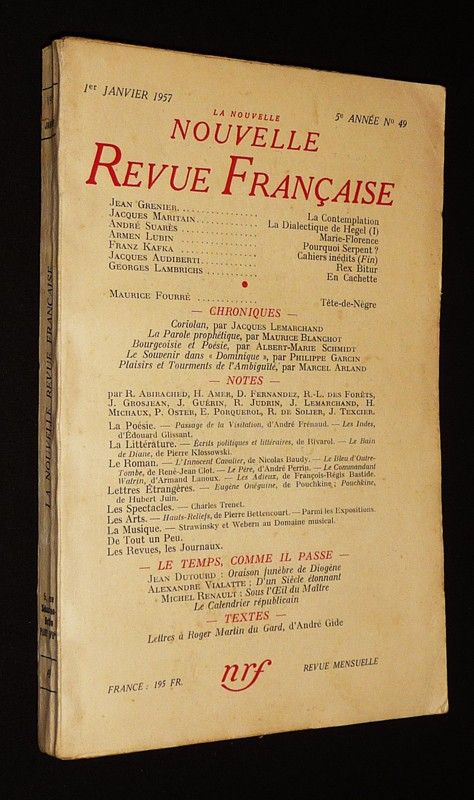 1er JANVIER 1957
5e ANNÉE No 49
LA NOUVELLE
NOUVELLE
REVUE FRANÇAISE
JEAN GRENIER. . . . . . . . . . . . . . . La Contemplation
JACQUES MARITAIN. . . . . . . . . . . La Dialectique de Hegel (I)
ANDRÉ SUARÈS . . . . . . . . . . . . . Marie-Florence
ARMEN LUBIN . . . . . . . . . . . . . . Pourquoi Serpent ?
FRANZ KAFKA . . . . . . . . . . . . . . Cahiers inédits (Fin)
JACQUES AUDIBERTI. . . . . . . . . . . Rex Bitur
GEORGES LAMBRICHS . . . . . . . . . . En Cachette
MAURICE FOURRÉ . . . . . . . . . . . . Tête-de-Nègre
— CHRONIQUES —
Coriolan, par JACQUES LEMARCHAND
La Parole prophétique, par MAURICE BLANCHOT
Bourgeoisie et Poésie, par ALBERT-MARIE SCHMIDT
Le Souvenir dans « Dominique », par PHILIPPE GARCIN
Plaisirs et Tourments de l'Ambiguïté, par MARCEL ARLAND
— NOTES —
par R. ABIRACHED, H. AMER, D. FERNANDEZ, R.-L. DES FORÊTS,
J. GROSJEAN, J. GUÉRIN, R. JUDRIN, J. LEMARCHAND, H.
MICHAUX, P. OSTER, E. PORQUEROL, R. DE SOLIER, J. TEXCIER.
La Poésie. — Passage de la Visitation, d'André Frénaud. — Les Indes,
d'Édouard Glissant.
La Littérature. — Écrits politiques et littéraires, de Rivarol. — Le Bain
de Diane, de Pierre Klossowski.
Le Roman. — L'Innocent Cavalier, de Nicolas Baudy. — Le Bleu d'Outre-
Tombe, de René-Jean Clot. — Le Père, d'André Perrin. — Le Commandant
Watrin, d'Armand Lanoux. — Les Adieux, de François-Régis Bastide.
Lettres Étrangères. — Eugène Onéguine, de Pouchkine ; Pouchkine,
de Hubert Juin.
Les Spectacles. — Charles Trenet.
Les Arts. — Hauts-Reliefs, de Pierre Bettencourt. — Parmi les Expositions.
La Musique. — Strawinsky et Webern au Domaine musical.
De Tout un Peu.
Les Revues, les Journaux.
— LE TEMPS, COMME IL PASSE —
JEAN DUTOURD : Oraison funèbre de Diogène
ALEXANDRE VIALATTE : D'un Siècle étonnant
MICHEL RENAULT : Sous l'Œil du Maître
Le Calendrier républicain
— TEXTES —
Lettres à Roger Martin du Gard, d'André Gide
FRANCE : 195 FR.
nrf
REVUE MENSUELLE
LA NOUVELLE REVUE FRANÇAISE